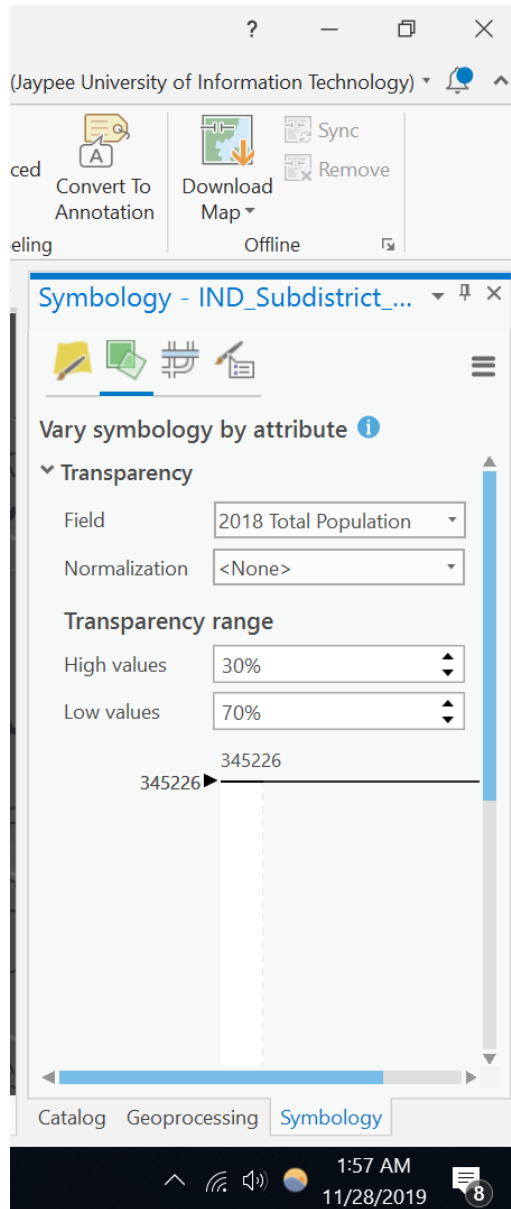 ?
(Jaypee University of Information Technology)
ced
Convert To
Annotation
Download
Map
Sync
Remove
eling
Offline
Symbology - IND_Subdistrict_...
Vary symbology by attribute
Transparency
Field 2018 Total Population
Normalization <None>
Transparency range
High values 30%
Low values 70%
345226
345226
Catalog Geoprocessing Symbology
1:57 AM
11/28/2019
8